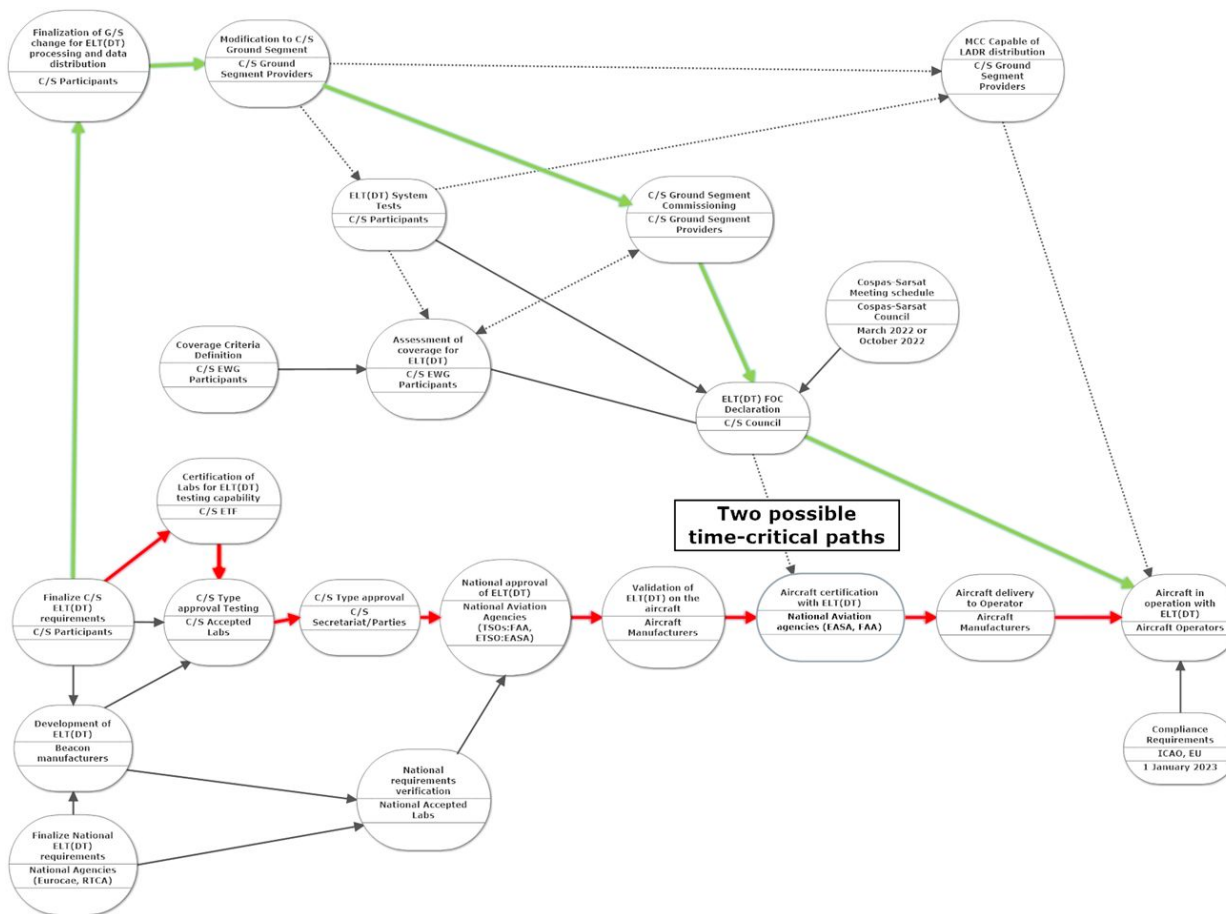 Finalization of G/S
change for ELT(DT)
processing and data
distribution
C/S Participants
Modification to C/S
Ground Segment
C/S Ground
Segment Providers
MCC Capable of
LADR distribution
C/S Ground
Segment
Providers
ELT(DT) System
Tests
C/S Participants
C/S Ground Segment
Commissioning
C/S Ground Segment
Providers
Cospas-Sarsat
Meeting schedule
Cospas-Sarsat
Council
March 2022 or
October 2022
Coverage Criteria
Definition
C/S EWG
Participants
Assessment of
coverage for
ELT(DT)
C/S EWG
Participants
ELT(DT) FOC
Declaration
C/S Council
Certification of
Labs for ELT(DT)
testing capability
C/S ETF
Two possible
time-critical paths
Finalize C/S
ELT(DT)
requirements
C/S Participants
C/S Type
approval Testing
C/S Accepted
Labs
C/S Type approval
C/S
Secretariat/Parties
National approval
of ELT(DT)
National Aviation
Agencies
(TSOs:FAA,
ETSO:EASA)
Validation of
ELT(DT) on the
aircraft
Aircraft
Manufacturers
Aircraft certification
with ELT(DT)
National Aviation
agencies (EASA, FAA)
Aircraft delivery
to Operator
Aircraft
Manufacturers
Aircraft in
operation with
ELT(DT)
Aircraft Operators
Development of
ELT(DT)
Beacon
manufacturers
National
requirements
verification
National Accepted
Labs
Compliance
Requirements
ICAO, EU
1 January 2023
Finalize National
ELT(DT)
requirements
National Agencies
(Eurocae, RTCA)